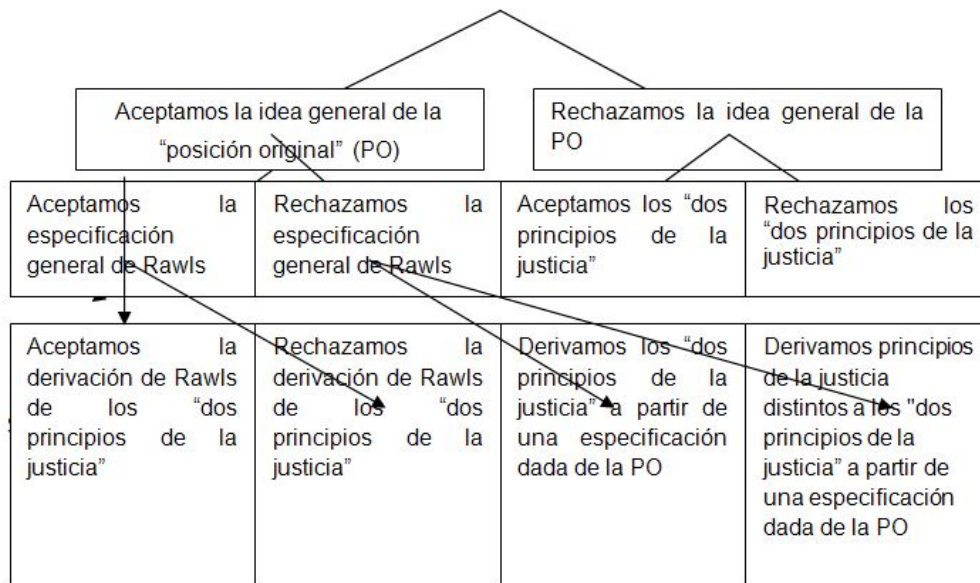 Aceptamos la idea general de la
“posición original” (PO)
Rechazamos la idea general de la
PO
Aceptamos la
especificación
general de Rawls
Rechazamos la
especificación
general de Rawls
Aceptamos los “dos
principios de la
justicia”
Rechazamos los
“dos principios de la
justicia”
Aceptamos la
derivación de Rawls
de los “dos
principios de la
justicia”
Rechazamos la
derivación de Rawls
de los “dos
principios de la
justicia”
Derivamos los “dos
principios de la
justicia” a partir de
una especificación
dada de la PO
Derivamos principios
de la justicia
distintos a los "dos
principios de la
justicia” a partir de
una especificación
dada de la PO